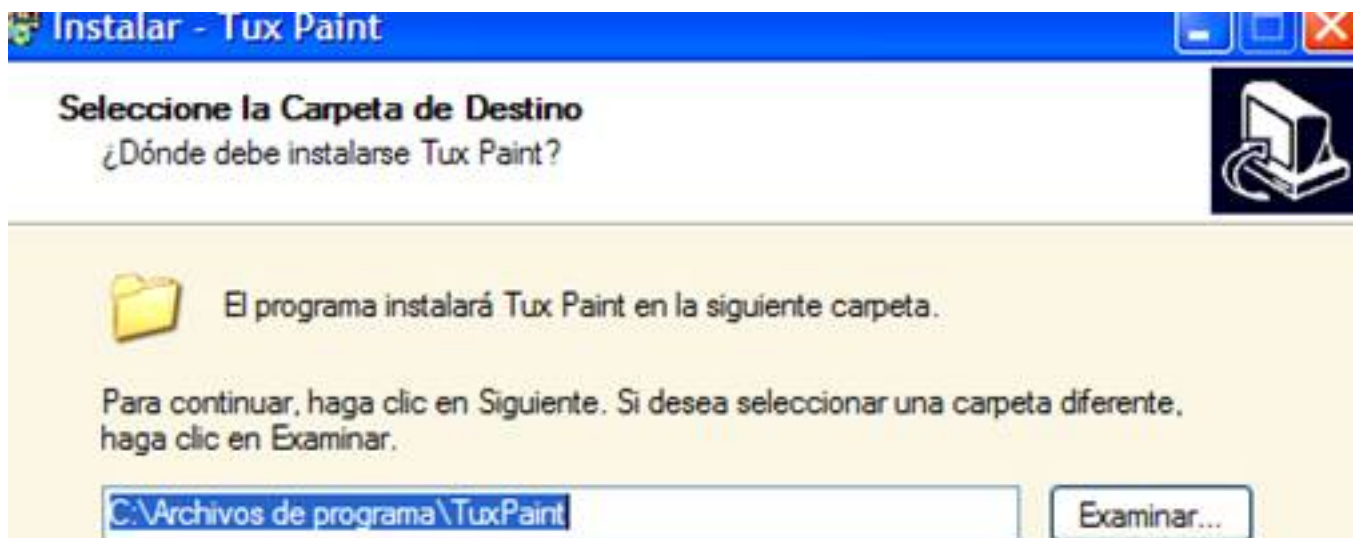 Instalar - Tux Paint
Seleccione la Carpeta de Destino
¿Dónde debe instalarse Tux Paint?
El programa instalará Tux Paint en la siguiente carpeta.
Para continuar, haga clic en Siguiente. Si desea seleccionar una carpeta diferente,
haga clic en Examinar.
C:\Archivos de programa\TuxPaint
Examinar...